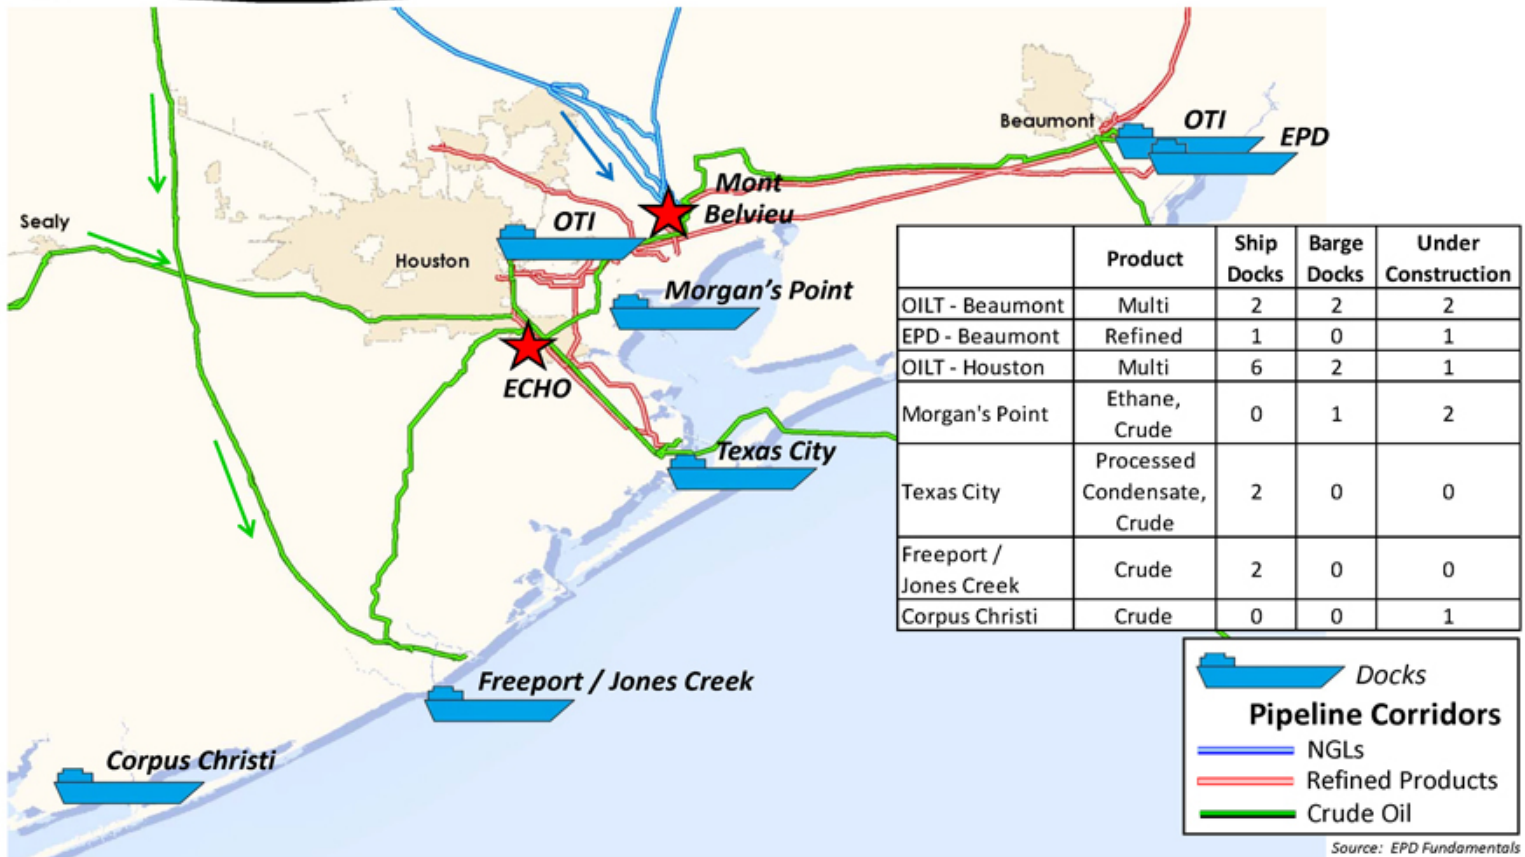 OTI
EPD
Beaumont
Mont
Belvieu
Sealy
OTI
Houston
Morgan's Point
ECHO
Texas City
Freeport / Jones Creek
Corpus Christi
Product Ship Docks Barge Docks Under Construction
OILT - Beaumont Multi 2 2 2
EPD - Beaumont Refined 1 0 1
OILT - Houston Multi 6 2 1
Morgan's Point Ethane, Crude 0 1 2
Texas City Processed Condensate, Crude 2 0 0
Freeport / Jones Creek Crude 2 0 0
Corpus Christi Crude 0 0 1
Docks
Pipeline Corridors
NGLs
Refined Products
Crude Oil
Source: EPD Fundamentals